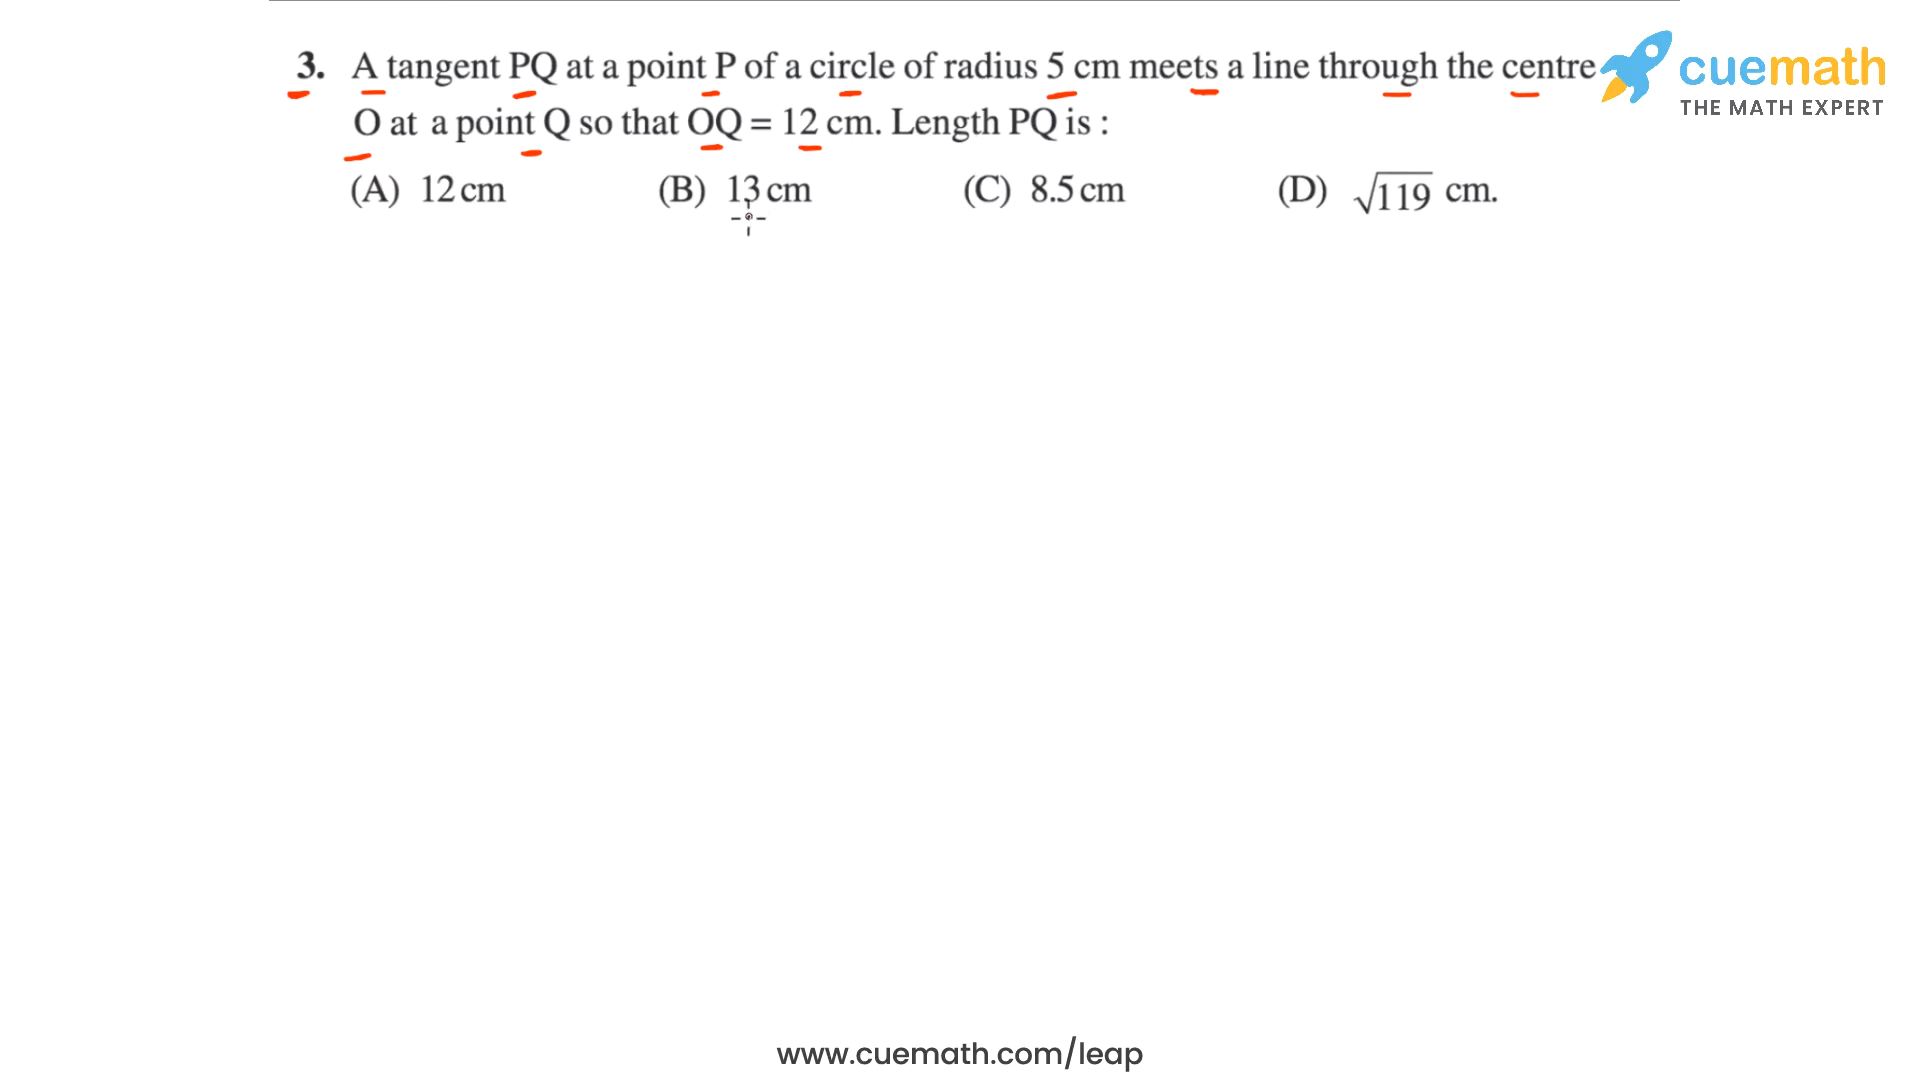 3. A tangent PQ at a point P of a circle of radius 5 cm meets a line through the centre
O at a point Q so that OQ = 12 cm. Length PQ is :
(A) 12 cm (B) 13 cm (C) 8.5 cm (D) √119 cm.
cuemath
THE MATH EXPERT
www.cuemath.com/leap